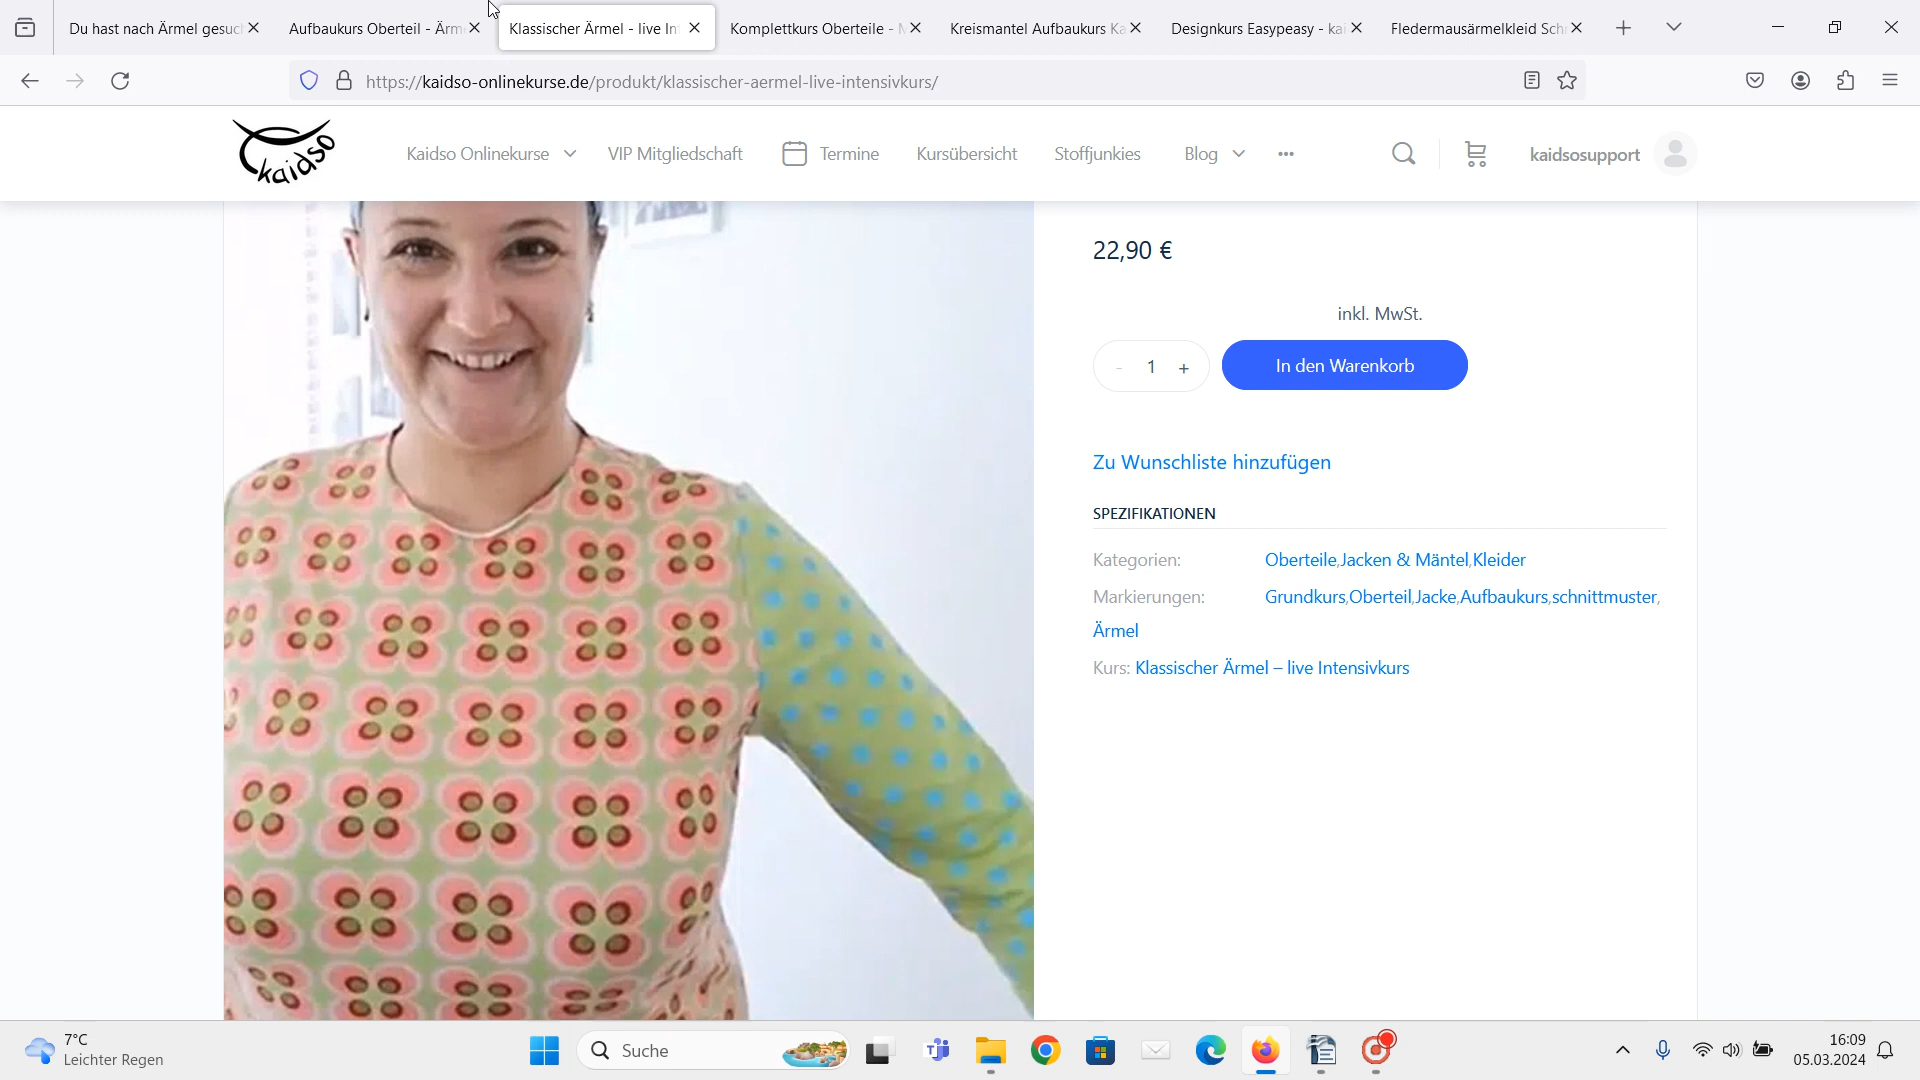 Du hast nach Ärmel gesuc
Aufbaukurs Oberteil - Ärm
Klassischer Ärmel - live In
Komplettkurs Oberteile - M
Kreismantel Aufbaukurs Ka
Designkurs Easypeasy - kai
Fledermausärmelkleid Sch
https://kaidso-onlinekurse.de/produkt/klassischer-aermel-live-intensivkurs/
kaidso
Kaidso Onlinekurse
VIP Mitgliedschaft
Termine
Kursübersicht
Stoffjunkies
Blog
kaidsosupport
22,90 €
inkl. MwSt.
- 1 +
In den Warenkorb
Zu Wunschliste hinzufügen
SPEZIFIKATIONEN
Kategorien: Oberteile,Jacken & Mäntel,Kleider
Markierungen: Grundkurs,Oberteil,Jacke,Aufbaukurs,schnittmuster,
Ärmel
Kurs: Klassischer Ärmel – live Intensivkurs
7°C
Leichter Regen
Suche
16:09
05.03.2024